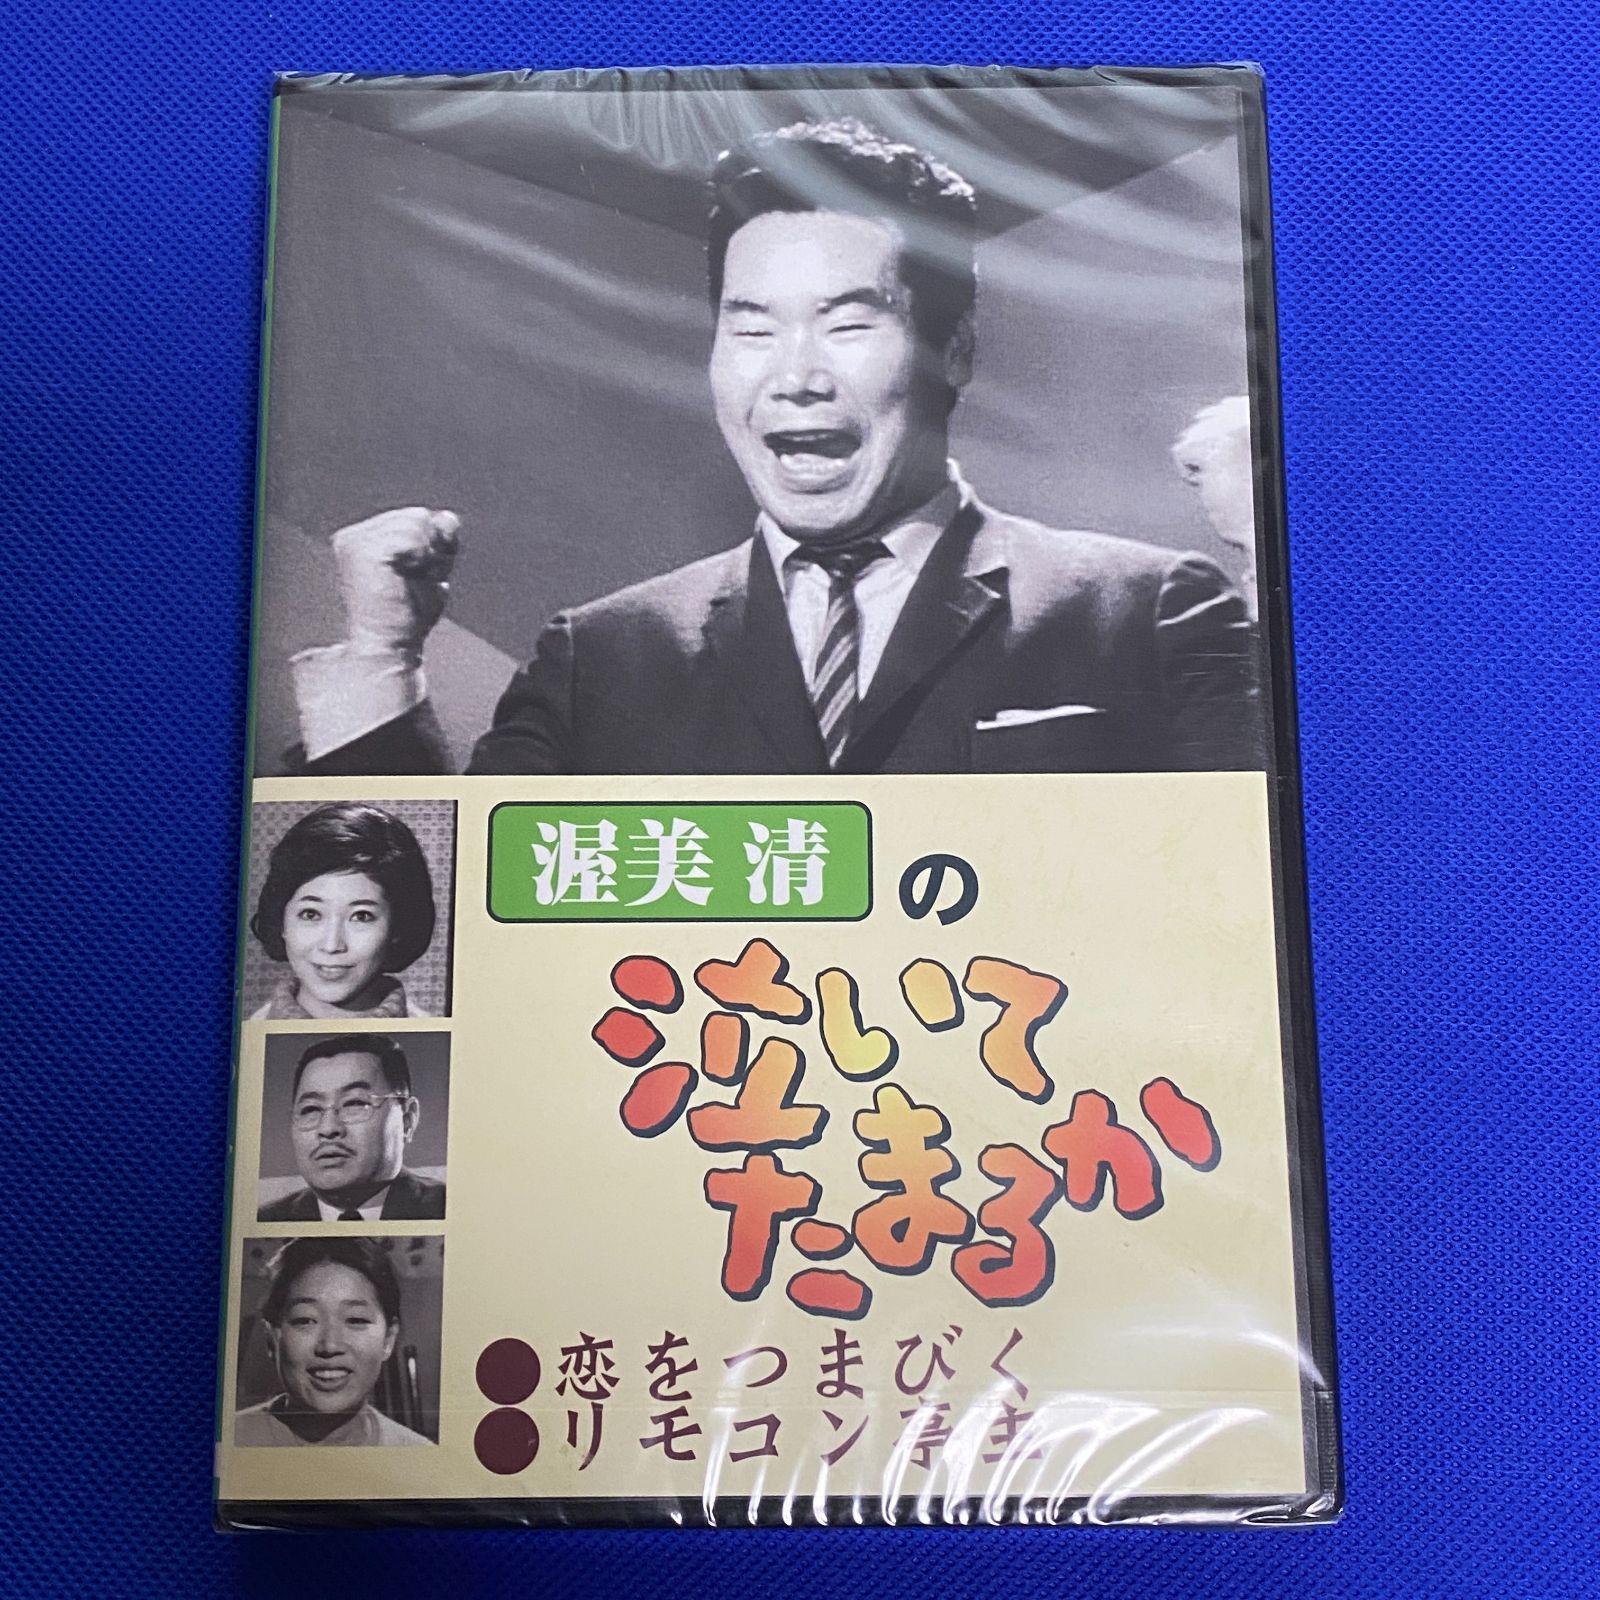 渥美 清の
泣いて
たまるか
●恋をつまびく
●リモコン亭主